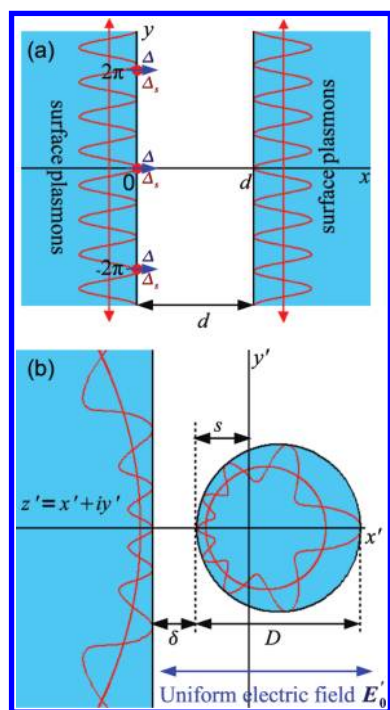 (a)
y
2π
Δ
Δs
surface plasmons
surface plasmons
0
Δ
Δs
d
x
-2π
Δ
Δs
d
(b)
y'
s
z' = x' + iy'
x'
δ
D
Uniform electric field E'0